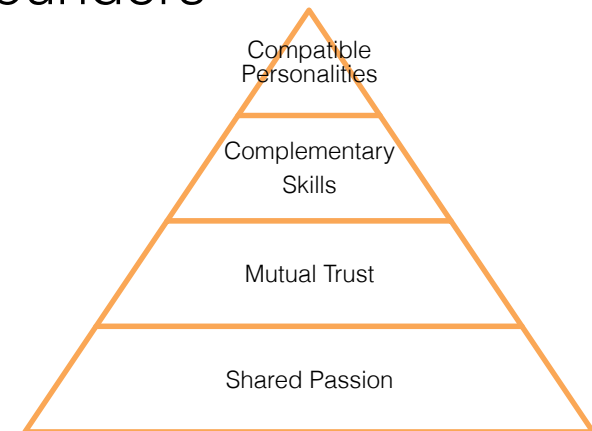 Compatible
Personalities
Complementary
Skills
Mutual Trust
Shared Passion